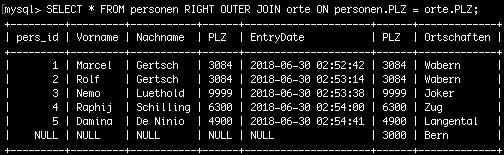 mysql> SELECT * FROM personen RIGHT OUTER JOIN orte ON personen.PLZ = orte.PLZ;
+---------+---------+-----------+------+---------------------+------+-------------+
| pers_id | Vorname | Nachname | PLZ | EntryDate | PLZ | Ortschaften |
+---------+---------+-----------+------+---------------------+------+-------------+
| 1 | Marcel | Gertsch | 3084 | 2018-06-30 02:52:42 | 3084 | Wabern |
| 2 | Rolf | Gertsch | 3084 | 2018-06-30 02:53:14 | 3084 | Wabern |
| 3 | Nemo | Luethold | 9999 | 2018-06-30 02:53:38 | 9999 | Joker |
| 4 | Raphij | Schilling | 6300 | 2018-06-30 02:54:00 | 6300 | Zug |
| 5 | Damina | De Ninio | 4900 | 2018-06-30 02:54:41 | 4900 | Langental |
| NULL | NULL | NULL | NULL | NULL | 3000 | Bern |